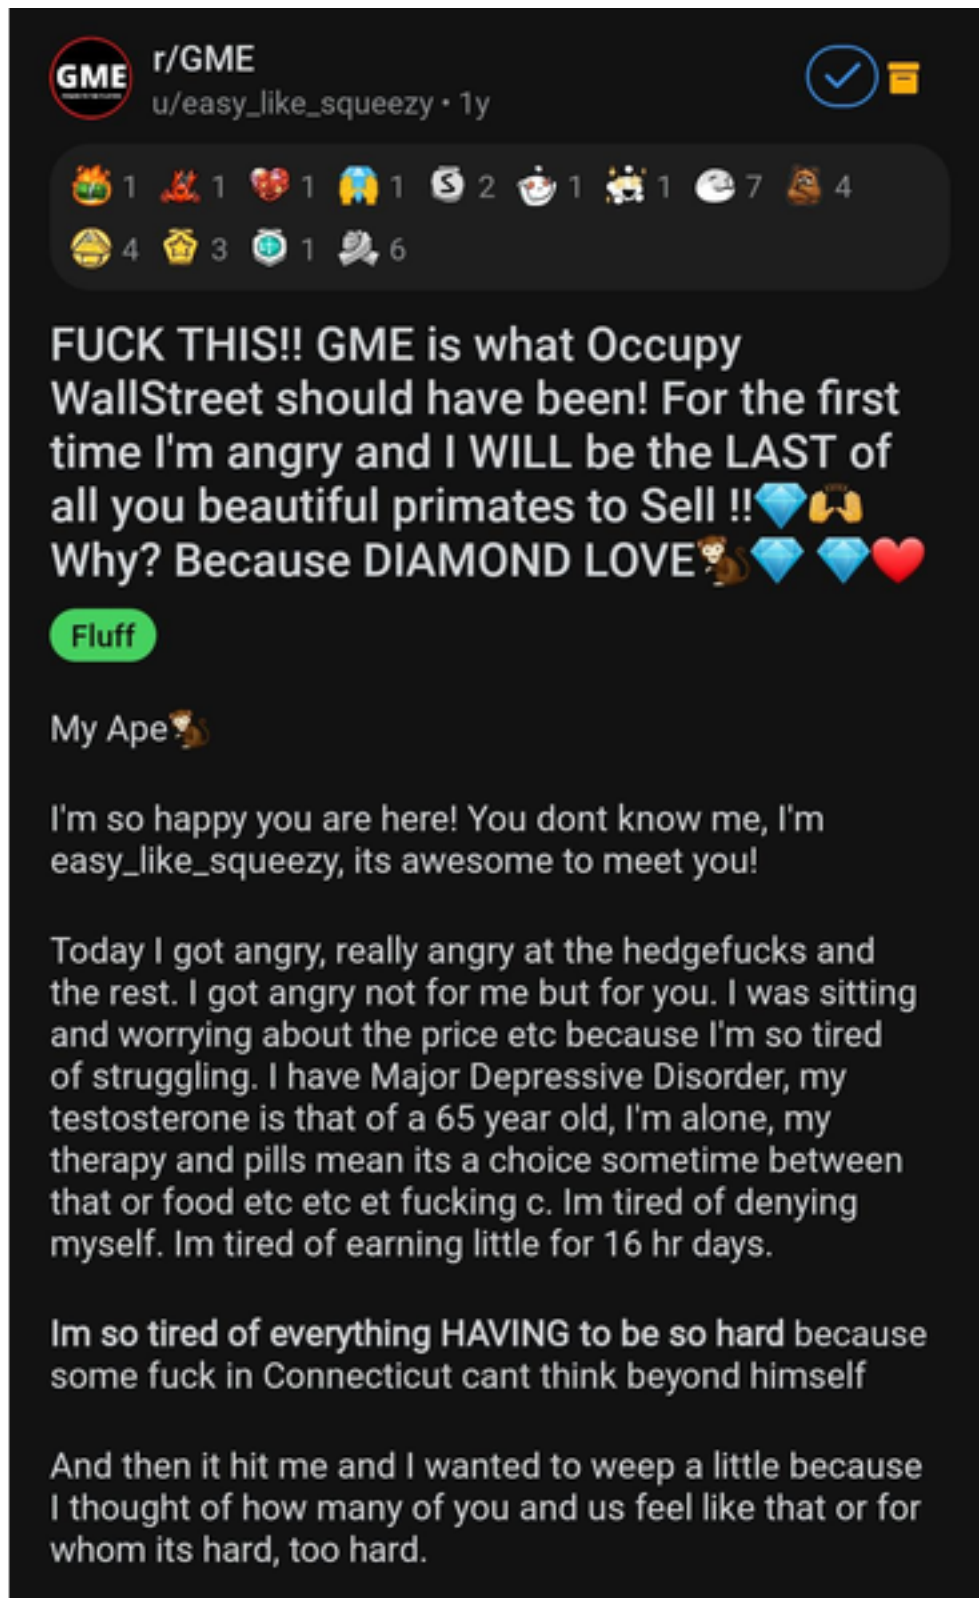 GME
r/GME
u/easy_like_squeezy • 1y
1 1 1 1 2 1 1 7 4
4 3 1 6
FUCK THIS!! GME is what Occupy
WallStreet should have been! For the first
time I'm angry and I WILL be the LAST of
all you beautiful primates to Sell !!💎🙌
Why? Because DIAMOND LOVE🐒💎 💎❤️
Fluff
My Ape🐒
I'm so happy you are here! You dont know me, I'm
easy_like_squeezy, its awesome to meet you!
Today I got angry, really angry at the hedgefucks and
the rest. I got angry not for me but for you. I was sitting
and worrying about the price etc because I'm so tired
of struggling. I have Major Depressive Disorder, my
testosterone is that of a 65 year old, I'm alone, my
therapy and pills mean its a choice sometime between
that or food etc etc et fucking c. Im tired of denying
myself. Im tired of earning little for 16 hr days.
Im so tired of everything HAVING to be so hard because
some fuck in Connecticut cant think beyond himself
And then it hit me and I wanted to weep a little because
I thought of how many of you and us feel like that or for
whom its hard, too hard.